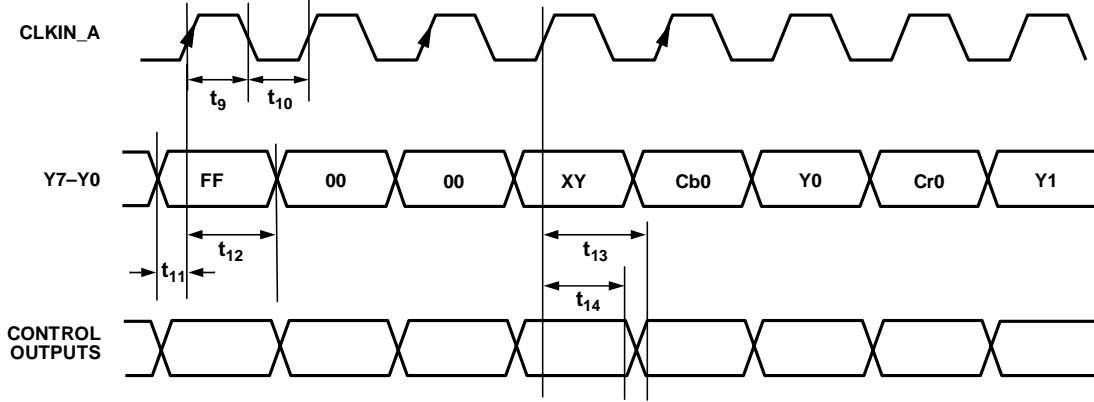 CLKIN_A
t9 t10
Y7–Y0 FF 00 00 XY Cb0 Y0 Cr0 Y1
t12 t13
t11
t14
CONTROL
OUTPUTS